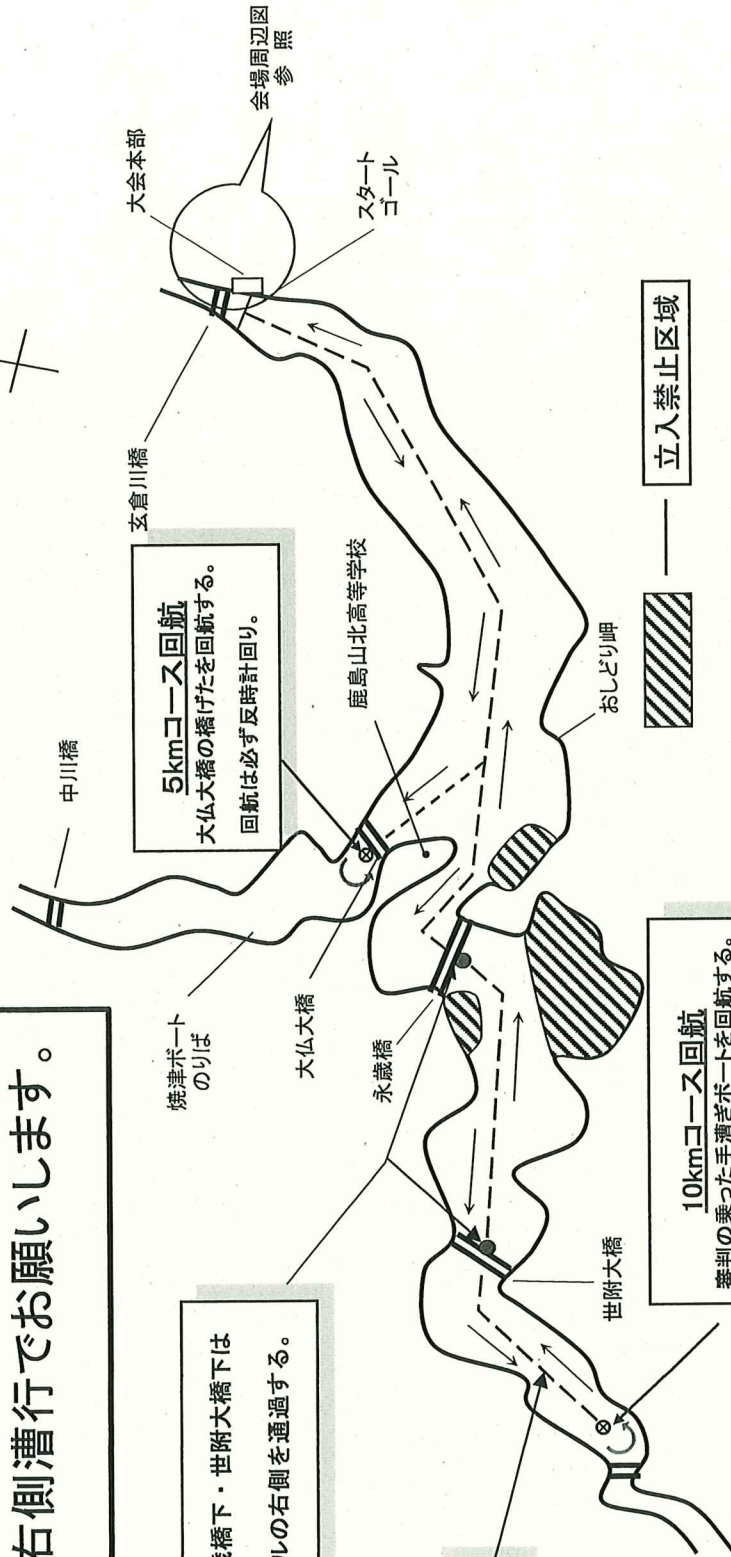 右側漕行でお願いします。
会場周辺図
参　照
大会本部
スタート
ゴール
玄倉川橋
中川橋
5kmコース回航
大仏大橋の橋げたを回航する。
回航は必ず反時計回り。
鹿島山北高等学校
焼津ボート
のりば
大仏大橋
永歳橋
おしどり岬
立入禁止区域
橋下・世附大橋下は
ルの右側を通過する。
世附大橋
10kmコース回航
審判の乗った手漕ぎボートを回航する。